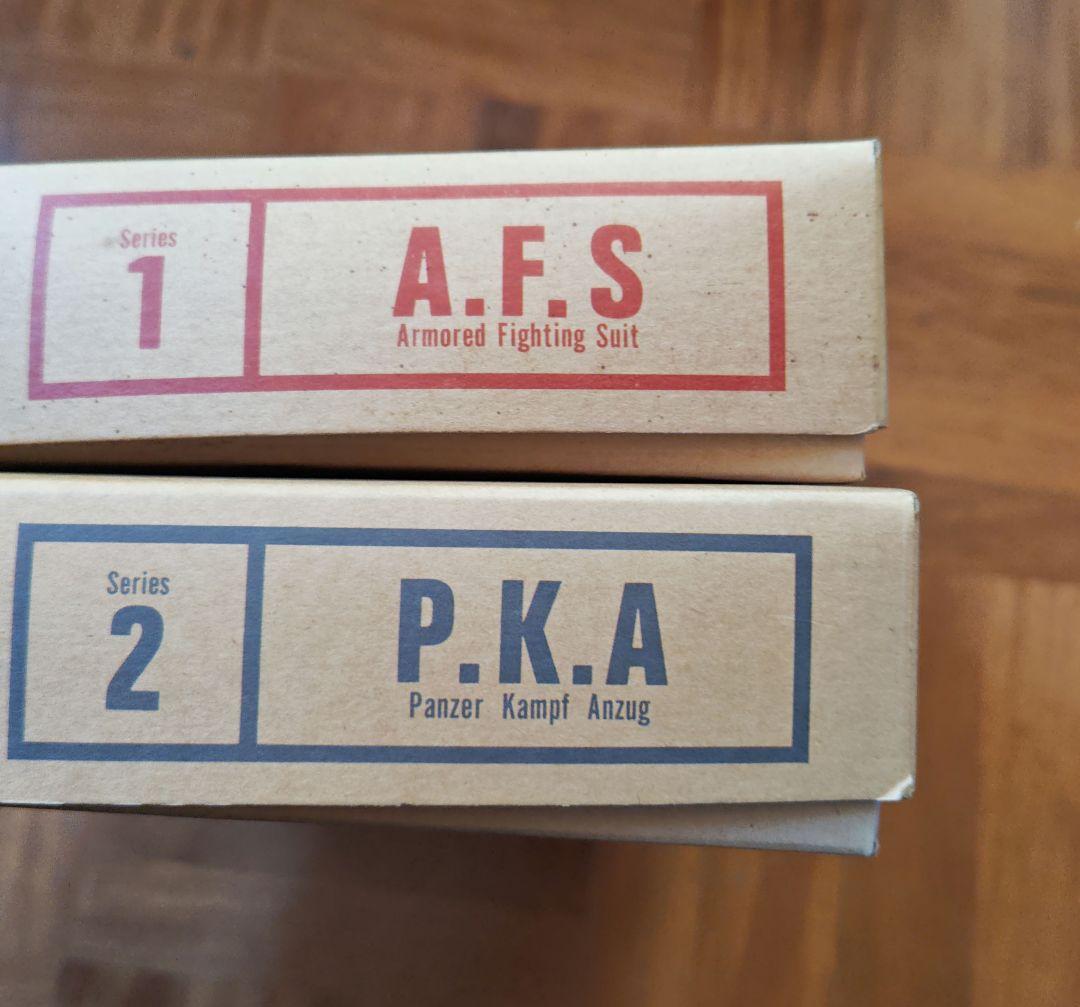 Series
1
A.F.S
Armored Fighting Suit
Series
2
P.K.A
Panzer Kampf Anzug